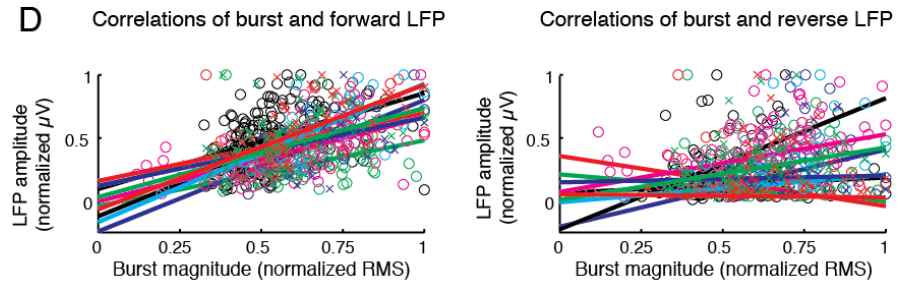 D
Correlations of burst and forward LFP
LFP amplitude
(normalized µV)
1
0.5
0
0
0.25
0.5
0.75
1
Burst magnitude (normalized RMS)
Correlations of burst and reverse LFP
LFP amplitude
(normalized µV)
1
0.5
0
0
0.25
0.5
0.75
1
Burst magnitude (normalized RMS)